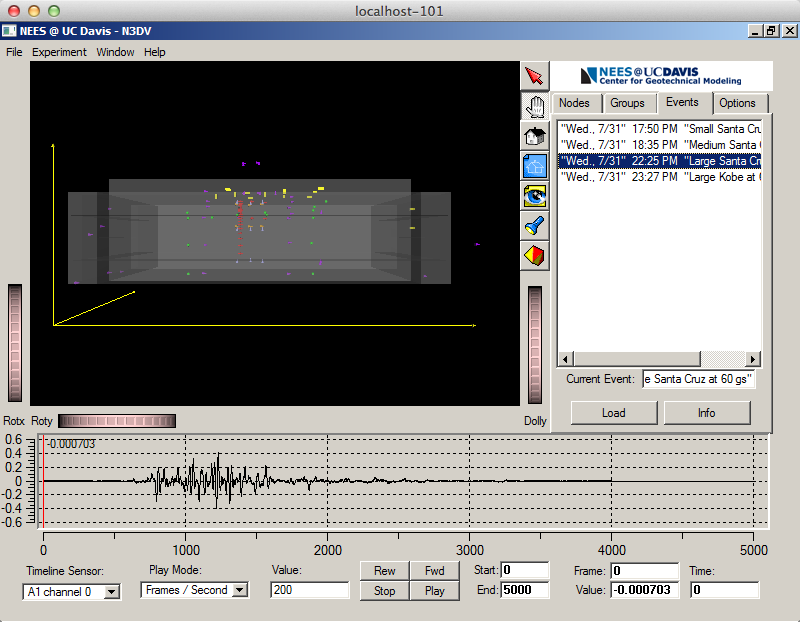 localhost-101
NEES @ UC Davis - N3DV
File Experiment Window Help
NEES@UCDAVIS
Center for Geotechnical Modeling
Nodes Groups Events Options
"Wed., 7/31" 17:50 PM "Small Santa Cru
"Wed., 7/31" 18:35 PM "Medium Santa
"Wed., 7/31" 22:25 PM "Large Santa Cru
"Wed., 7/31" 23:27 PM "Large Kobe at 6
Current Event: e Santa Cruz at 60 gs"
Load Info
Rotx Roty Dolly
-0.000703
0.6
0.4
0.2
0
-0.2
-0.4
-0.6
0
0 1000 2000 3000 4000 5000
Timeline Sensor: Play Mode: Value: Rew Fwd Start: 0 Frame: 0 Time:
A1 channel 0 Frames / Second 200 Stop Play End: 5000 Value: -0.000703 0